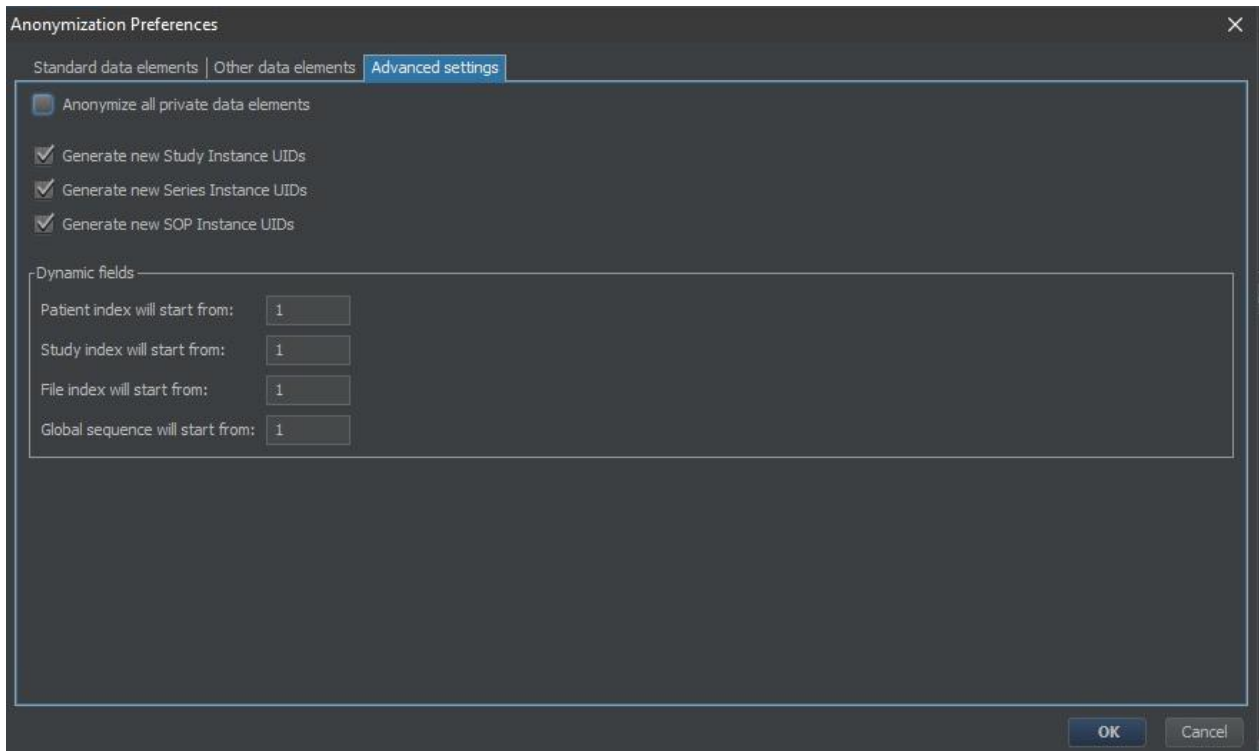 Anonymization Preferences
Standard data elements | Other data elements Advanced settings
Anonymize all private data elements
Generate new Study Instance UIDs
Generate new Series Instance UIDs
Generate new SOP Instance UIDs
Dynamic fields
Patient index will start from: 1
Study index will start from: 1
File index will start from: 1
Global sequence will start from: 1
OK Cancel